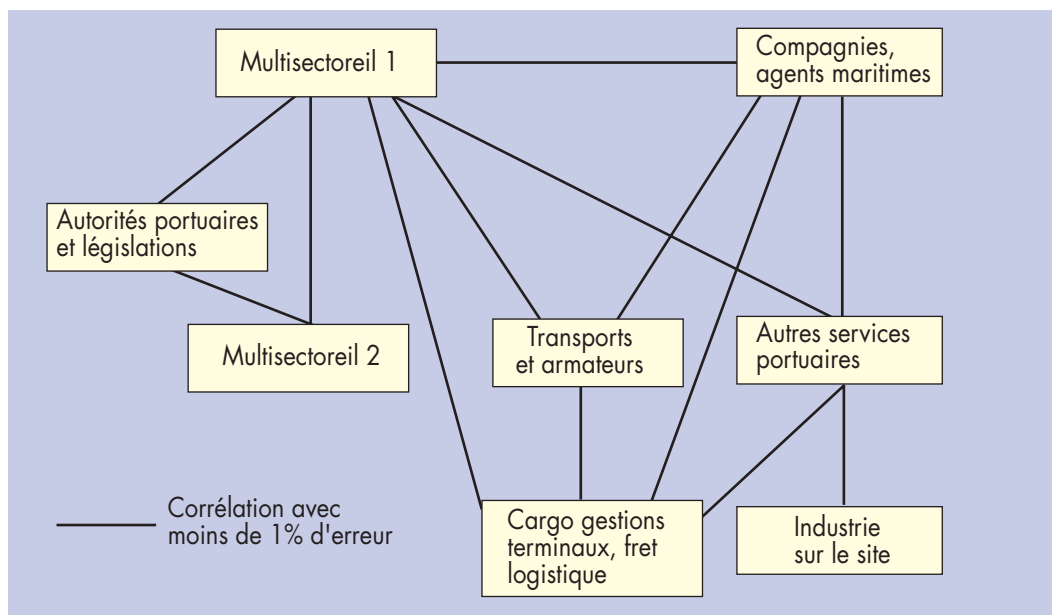 Multisectoreil 1
Compagnies,
agents maritimes
Autorités portuaires
et législations
Multisectoreil 2
Transports
et armateurs
Autres services
portuaires
Corrélation avec
moins de 1% d'erreur
Cargo gestions
terminaux, fret
logistique
Industrie
sur le site